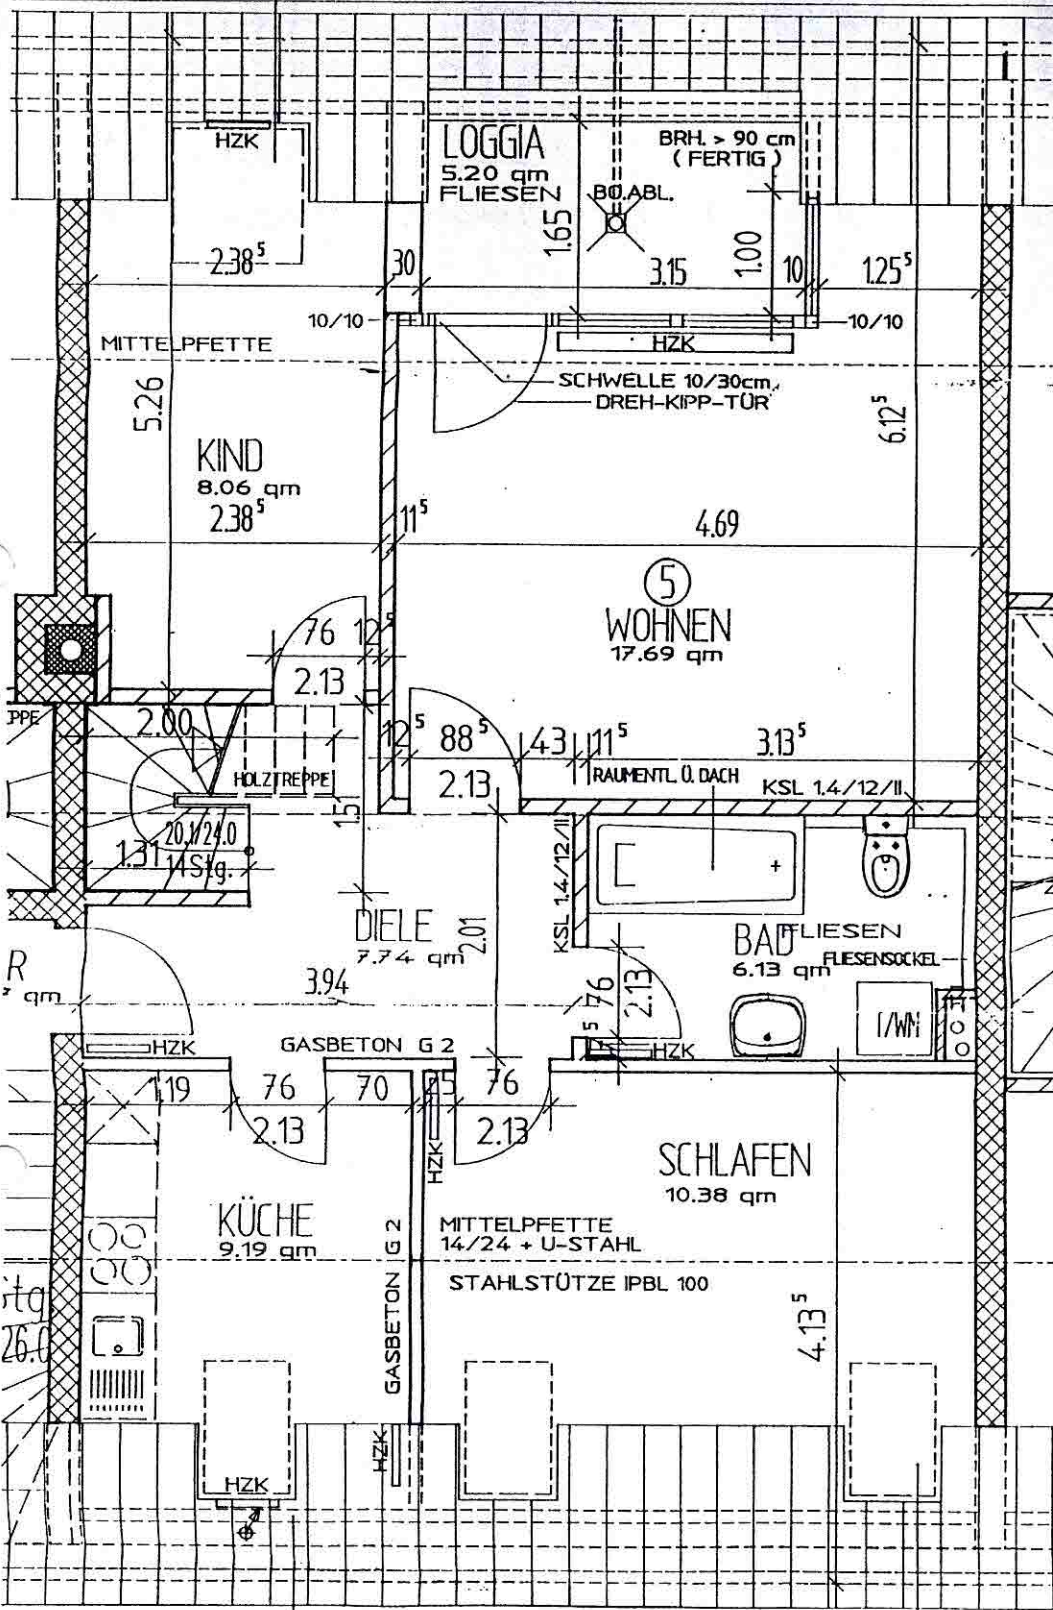 HZK
LOGGIA
5.20 qm
FLIESEN
BRH. > 90 cm
( FERTIG )
BO.ABL.
1.65
1.00
2.38⁵
30
3.15
10
1.25⁵
10/10
10/10
HZK
MITTELPFETTE
SCHWELLE 10/30cm,
DREH-KIPP-TÜR
5.26
6.12⁵
KIND
8.06 qm
2.38⁵
11⁵
4.69
5
WOHNEN
17.69 qm
76
12⁵
2.13
PPE
2.00
12⁵
88⁵
43
11⁵
3.13⁵
2.13
RAUMENTL. Ü. DACH
KSL 1.4/12/II
HOLZTREPPE
20.1/24.0
14 Stg.
1.31
KSL 1.4/12/II
DIELE
7.74 qm
2.01
BAD
FLIESEN
6.13 qm
FLIESENSOCKEL
R
qm
3.94
76
2.13
HZK
GASBETON G 2
HZK
1.19
76
70
76
2.13
2.13
HZK
SCHLAFEN
10.38 qm
KÜCHE
9.19 qm
GASBETON G 2
MITTELPFETTE
14/24 + U-STAHL
STAHLSTÜTZE IPBL 100
4.13⁵
HZK
HZK